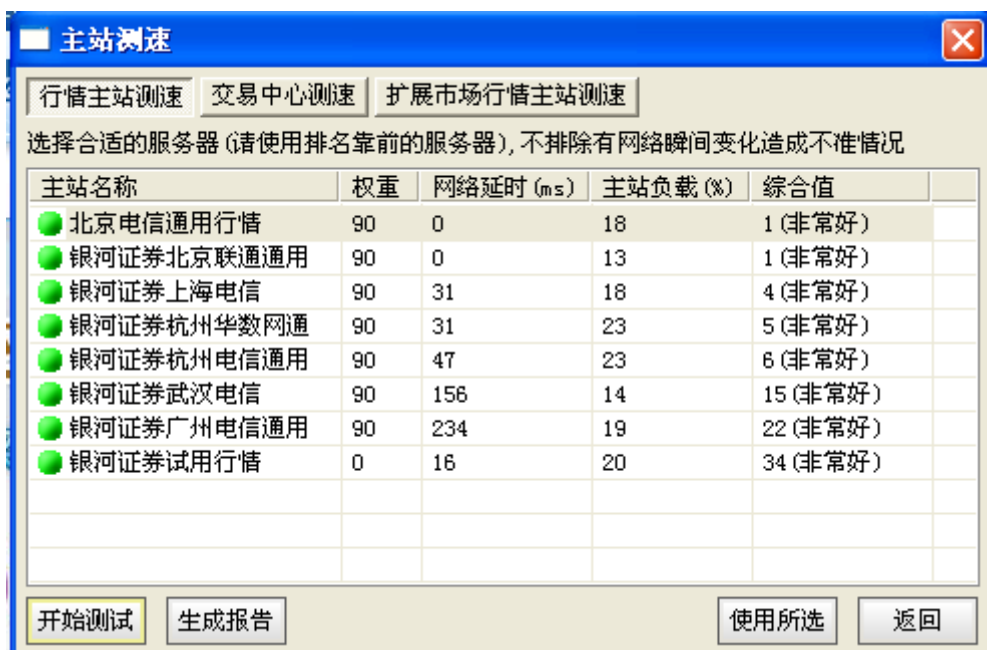 主站测速
行情主站测速 交易中心测速 扩展市场行情主站测速
选择合适的服务器(请使用排名靠前的服务器),不排除有网络瞬间变化造成不准情况
主站名称 权重 网络延时(ms) 主站负载(%) 综合值
北京电信通用行情 90 0 18 1(非常好)
银河证券北京联通通用 90 0 13 1(非常好)
银河证券上海电信 90 31 18 4(非常好)
银河证券杭州华数网通 90 31 23 5(非常好)
银河证券杭州电信通用 90 47 23 6(非常好)
银河证券武汉电信 90 156 14 15(非常好)
银河证券广州电信通用 90 234 19 22(非常好)
银河证券试用行情 0 16 20 34(非常好)
开始测试 生成报告 使用所选 返回